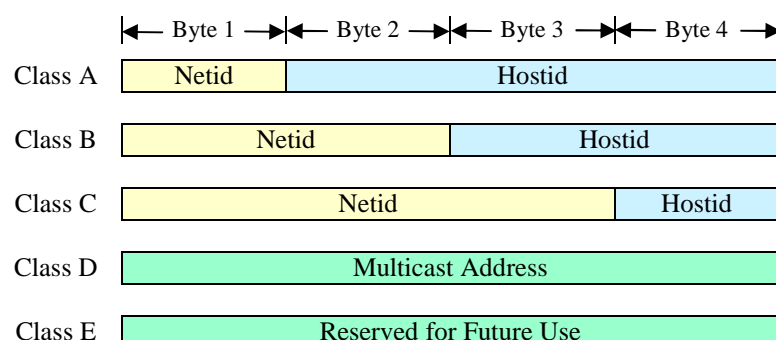 Byte 1 Byte 2 Byte 3 Byte 4
Class A Netid Hostid
Class B Netid Hostid
Class C Netid Hostid
Class D Multicast Address
Class E Reserved for Future Use